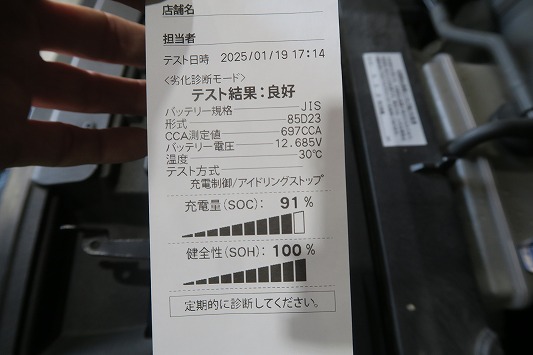 店舗名
担当者
テスト日時 2025/01/19 17:14
<劣化診断モード>
テスト結果:良好
バッテリー規格 JIS
形式 85D23
CCA測定値 697CCA
バッテリー電圧 12.685V
温度 30℃
テスト方式
充電制御/アイドリングストップ
充電量(SOC): 91 %
健全性(SOH): 100 %
定期的に診断してください。